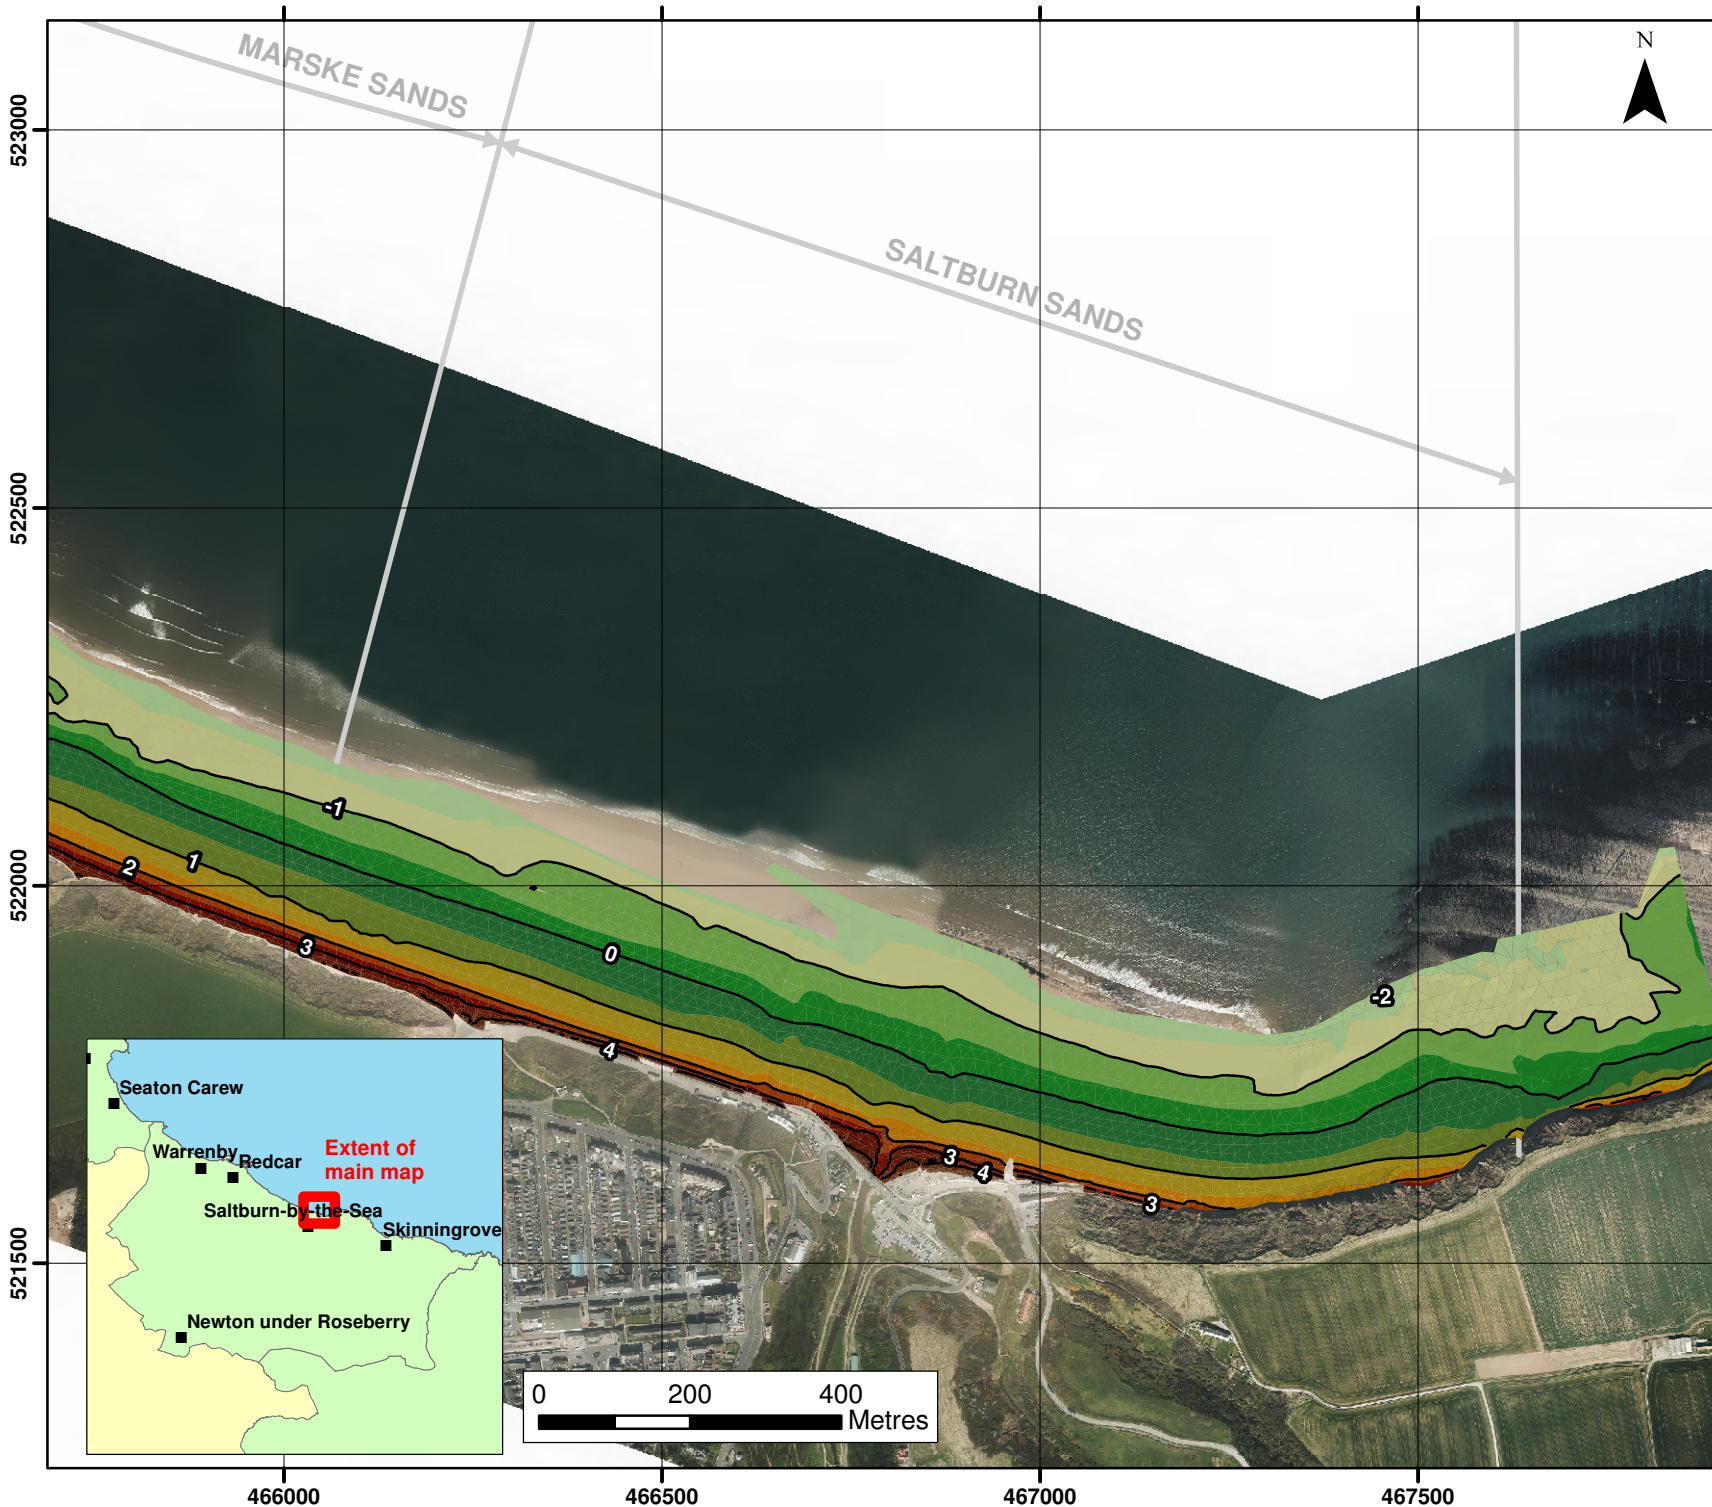 N
MARSKE SANDS
SALTBURN SANDS
523000
522500
522000
521500
-1
1
2
3
0
4
-2
3
4
3
Seaton Carew
Warrenby
Redcar
Extent of
main map
Saltburn-by-the-Sea
Skinningrove
Newton under Roseberry
0 200 400
Metres
466000 466500 467000 467500